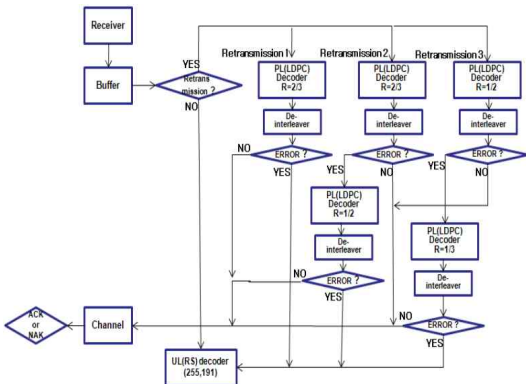 Receiver
Buffer
YES
Retrans
mission ?
NO
Retransmission 1
Retransmission 2
Retransmission 3
PL(LDPC)
Decoder
R=2/3
PL(LDPC)
Decoder
R=2/3
PL(LDPC)
Decoder
R=1/2
De-
interleaver
De-
interleaver
De-
interleaver
NO
ERROR ?
YES
YES
ERROR ?
NO
YES
ERROR ?
NO
PL(LDPC)
Decoder
R=1/2
PL(LDPC)
Decoder
R=1/3
De-
interleaver
De-
interleaver
NO
ERROR ?
YES
ACK
or
NAK
Channel
NO
ERROR ?
YES
UL(RS) decoder
(255,191)